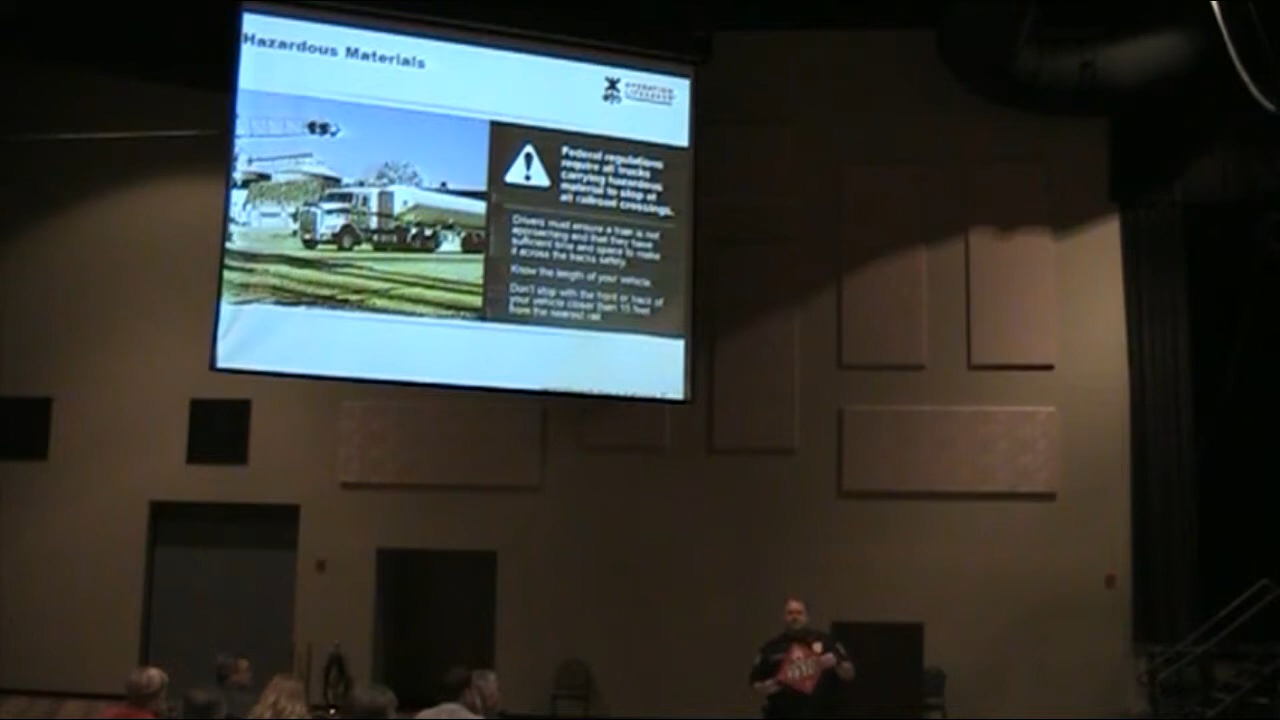 Hazardous Materials
OPERATION
LIFESAVER
Federal regulations
require all trucks
carrying hazardous
material to stop at
all railroad crossings.
Drivers must ensure a train is not
approaching and that they have
sufficient time and space to make
it across the tracks safely.
Know the length of your vehicle.
Don't stop with the front or back of
your vehicle closer than 15 feet
from the nearest rail